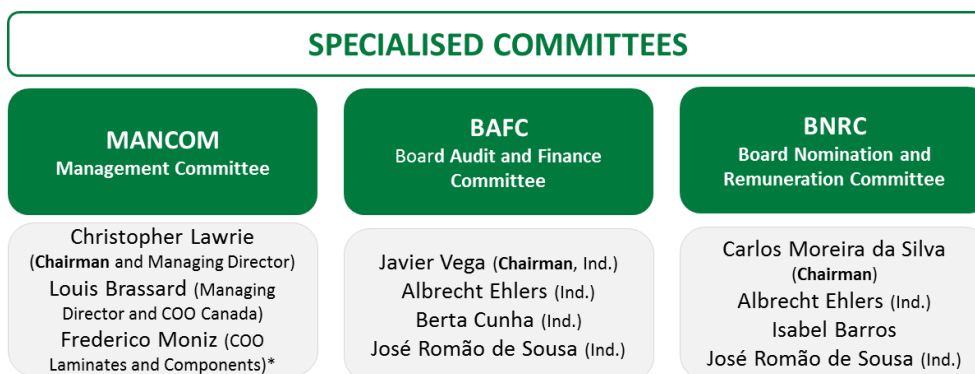 SPECIALISED COMMITTEES
MANCOM
Management Committee
Christopher Lawrie
(Chairman and Managing Director)
Louis Brassard (Managing
Director and COO Canada)
Frederico Moniz (COO
Laminates and Components)*
BAFC
Board Audit and Finance
Committee
Javier Vega (Chairman, Ind.)
Albrecht Ehlers (Ind.)
Berta Cunha (Ind.)
José Romão de Sousa (Ind.)
BNRC
Board Nomination and
Remuneration Committee
Carlos Moreira da Silva
(Chairman)
Albrecht Ehlers (Ind.)
Isabel Barros
José Romão de Sousa (Ind.)